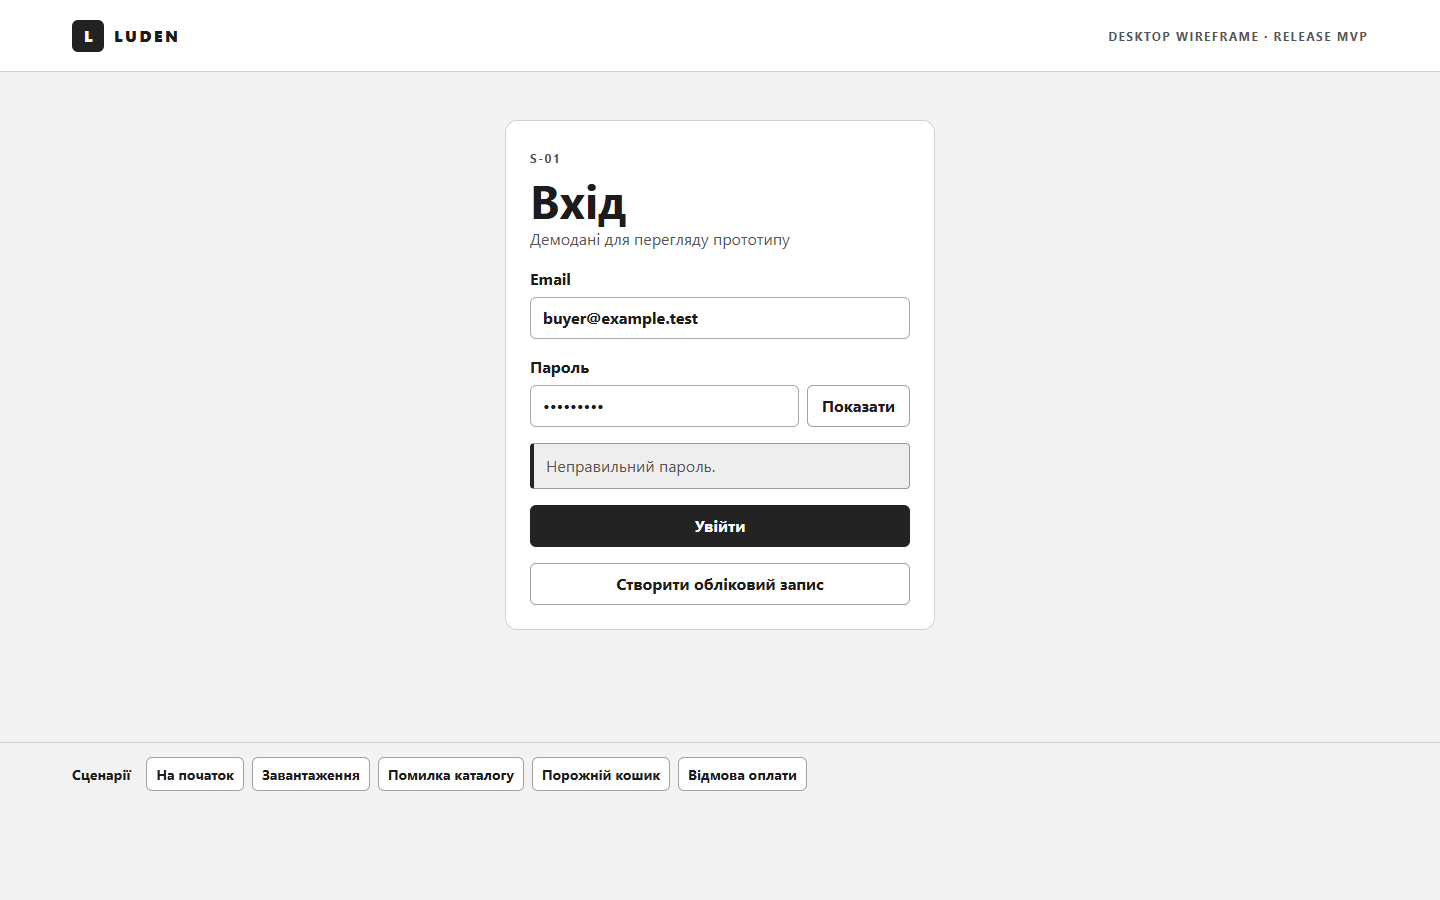 L LUDEN
DESKTOP WIREFRAME · RELEASE MVP
S-01
Вхід
Демодані для перегляду прототипу
Email
buyer@example.test
Пароль
•••••••••
Показати
Неправильний пароль.
Увійти
Створити обліковий запис
Сценарії
На початок
Завантаження
Помилка каталогу
Порожній кошик
Відмова оплати